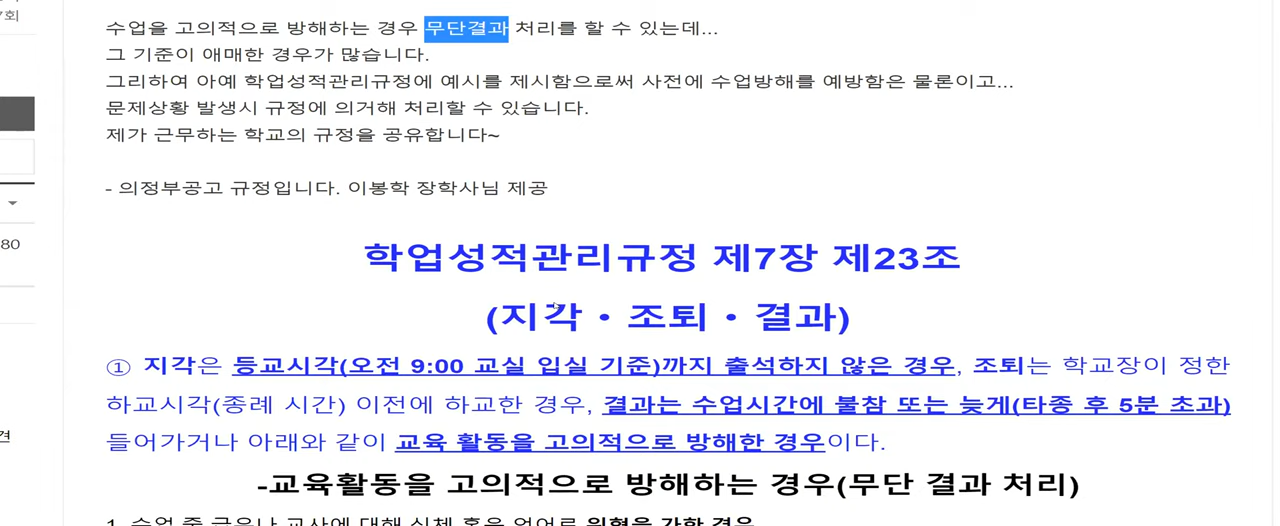 회
수업을 고의적으로 방해하는 경우 무단결과 처리를 할 수 있는데...
그 기준이 애매한 경우가 많습니다.
그리하여 아예 학업성적관리규정에 예시를 제시함으로써 사전에 수업방해를 예방함은 물론이고...
문제상황 발생시 규정에 의거해 처리할 수 있습니다.
제가 근무하는 학교의 규정을 공유합니다~
- 의정부공고 규정입니다. 이봉학 장학사님 제공
80
학업성적관리규정 제7장 제23조
(지각・조퇴・결과)
① 지각은 등교시각(오전 9:00 교실 입실 기준)까지 출석하지 않은 경우, 조퇴는 학교장이 정한
하교시각(종례 시간) 이전에 하교한 경우, 결과는 수업시간에 불참 또는 늦게(타종 후 5분 초과)
들어가거나 아래와 같이 교육 활동을 고의적으로 방해한 경우이다.
-교육활동을 고의적으로 방해하는 경우(무단 결과 처리)